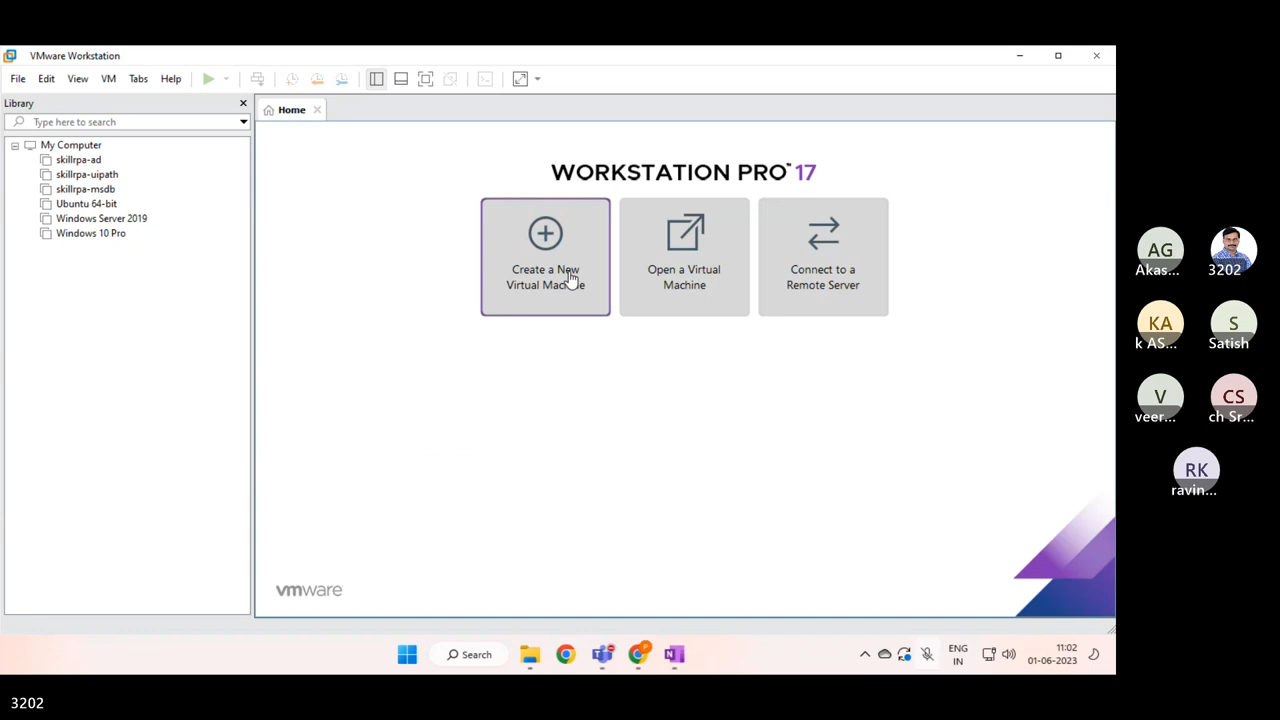 VMware Workstation
File Edit View VM Tabs Help
Library
Type here to search
My Computer
skillrpa-ad
skillrpa-uipath
skillrpa-msdb
Ubuntu 64-bit
Windows Server 2019
Windows 10 Pro
Home
WORKSTATION PRO™ 17
Create a New
Virtual Machine
Open a Virtual
Machine
Connect to a
Remote Server
vmware
Search
ENG
IN
11:02
01-06-2023
AG
Akas...
3202
KA
k AS...
S
Satish
V
veer...
CS
ch Sr...
RK
ravin...
3202